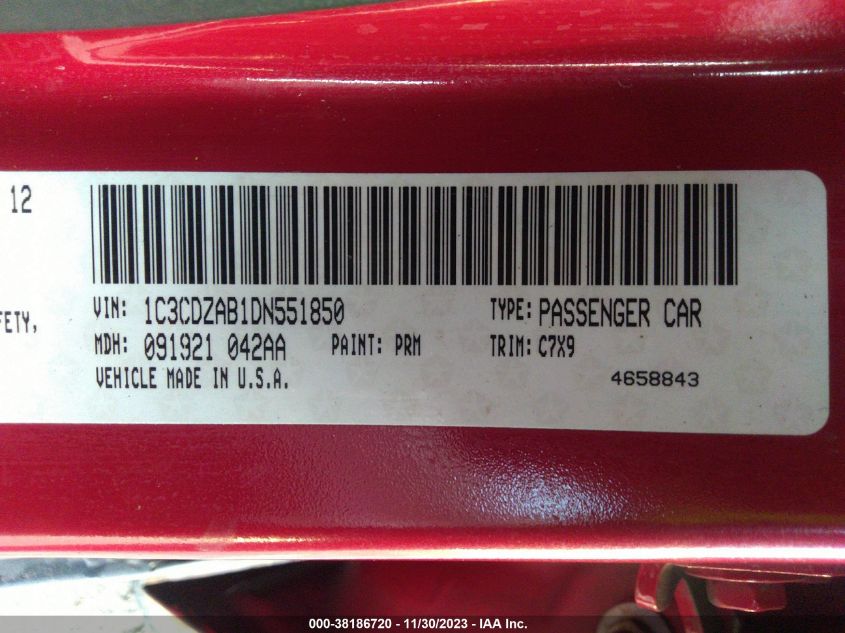 12
FETY,
VIN: 1C3CDZAB1DN551850 TYPE: PASSENGER CAR
MDH: 091921 042AA PAINT: PRM TRIM: C7X9
VEHICLE MADE IN U.S.A. 4658843
000-38186720 - 11/30/2023 - IAA Inc.